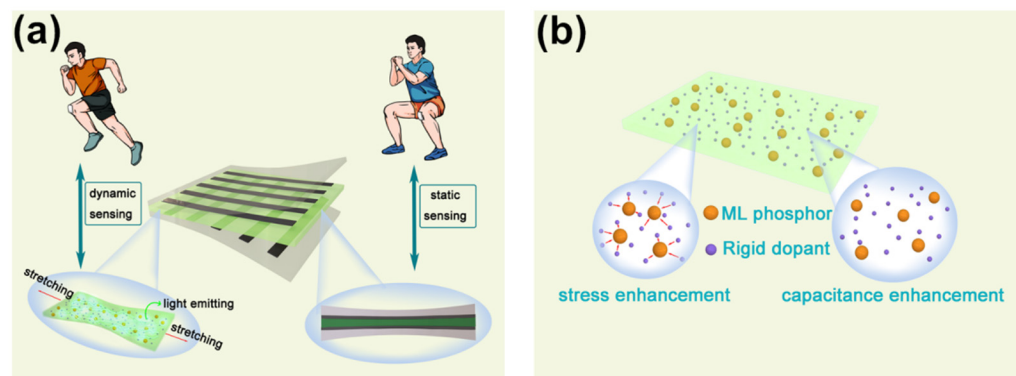 (a)
dynamic
sensing
static
sensing
stretching
light emitting
stretching
(b)
ML phosphor
Rigid dopant
stress enhancement
capacitance enhancement